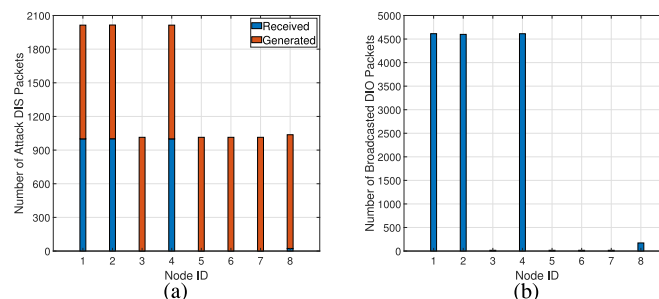 Number of Attack DIS Packets
2100
1800
1500
1200
900
600
300
0
Received
Generated
1 2 3 4 5 6 7 8
Node ID
(a)
Number of Broadcasted DIO Packets
5000
4500
4000
3500
3000
2500
2000
1500
1000
500
0
1 2 3 4 5 6 7 8
Node ID
(b)